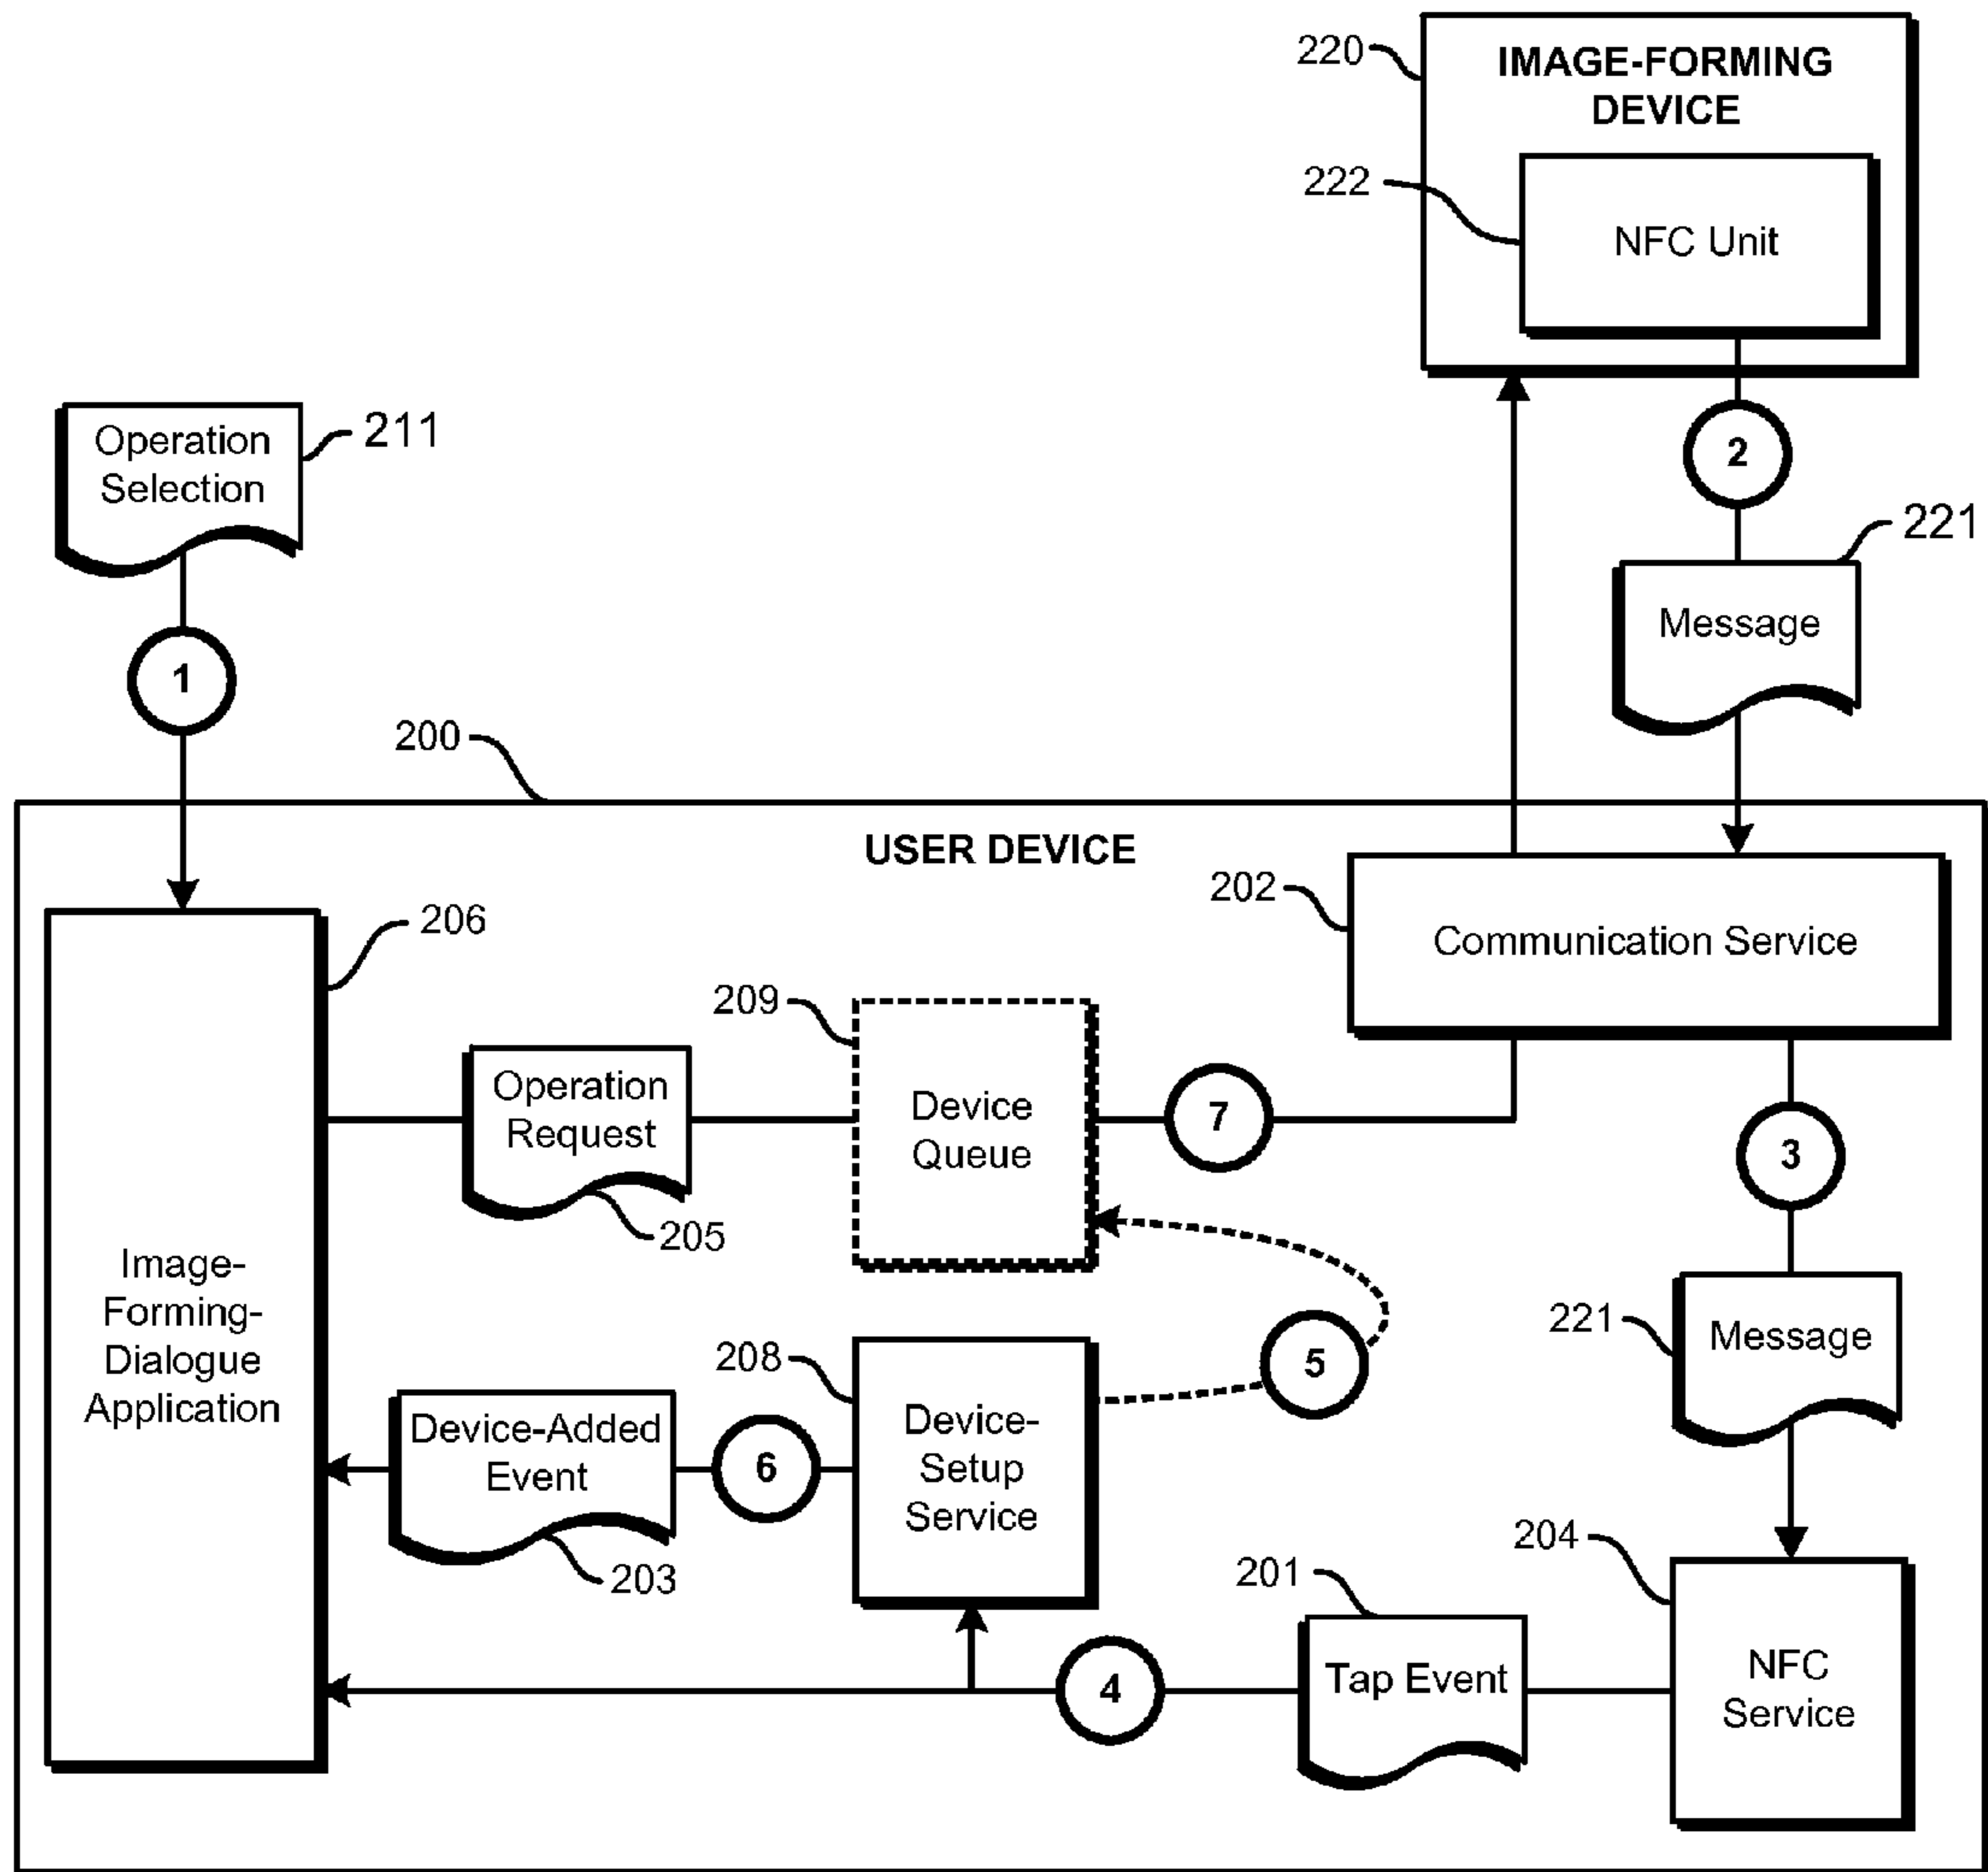 220
IMAGE-FORMING
DEVICE
222
NFC Unit
2
Operation
Selection
211
221
Message
1
200
USER DEVICE
202
Communication Service
206
209
Operation
Request
205
Device
Queue
7
3
Image-
Forming-
Dialogue
Application
221
Message
208
5
Device-
Setup
Service
Device-Added
Event
203
6
204
201
4
Tap Event
NFC
Service